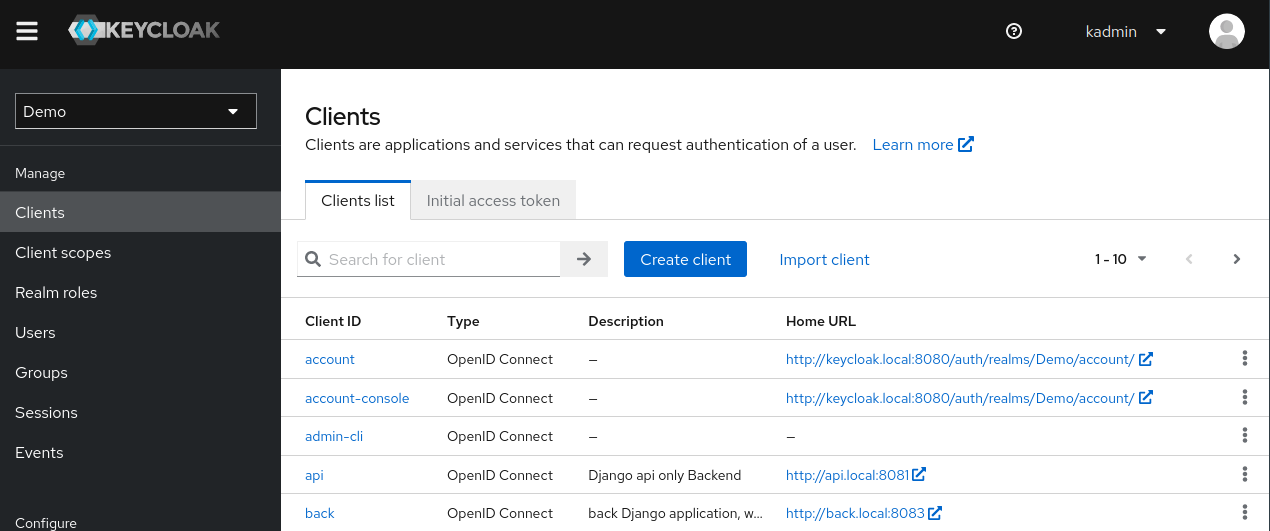 KEYCLOAK
kadmin
Demo
Manage
Clients
Client scopes
Realm roles
Users
Groups
Sessions
Events
Configure
Clients
Clients are applications and services that can request authentication of a user. Learn more
Clients list Initial access token
Search for client Create client Import client 1 - 10
Client ID Type Description Home URL
account OpenID Connect – http://keycloak.local:8080/auth/realms/Demo/account/
account-console OpenID Connect – http://keycloak.local:8080/auth/realms/Demo/account/
admin-cli OpenID Connect – –
api OpenID Connect Django api only Backend http://api.local:8081
back OpenID Connect back Django application, w... http://back.local:8083